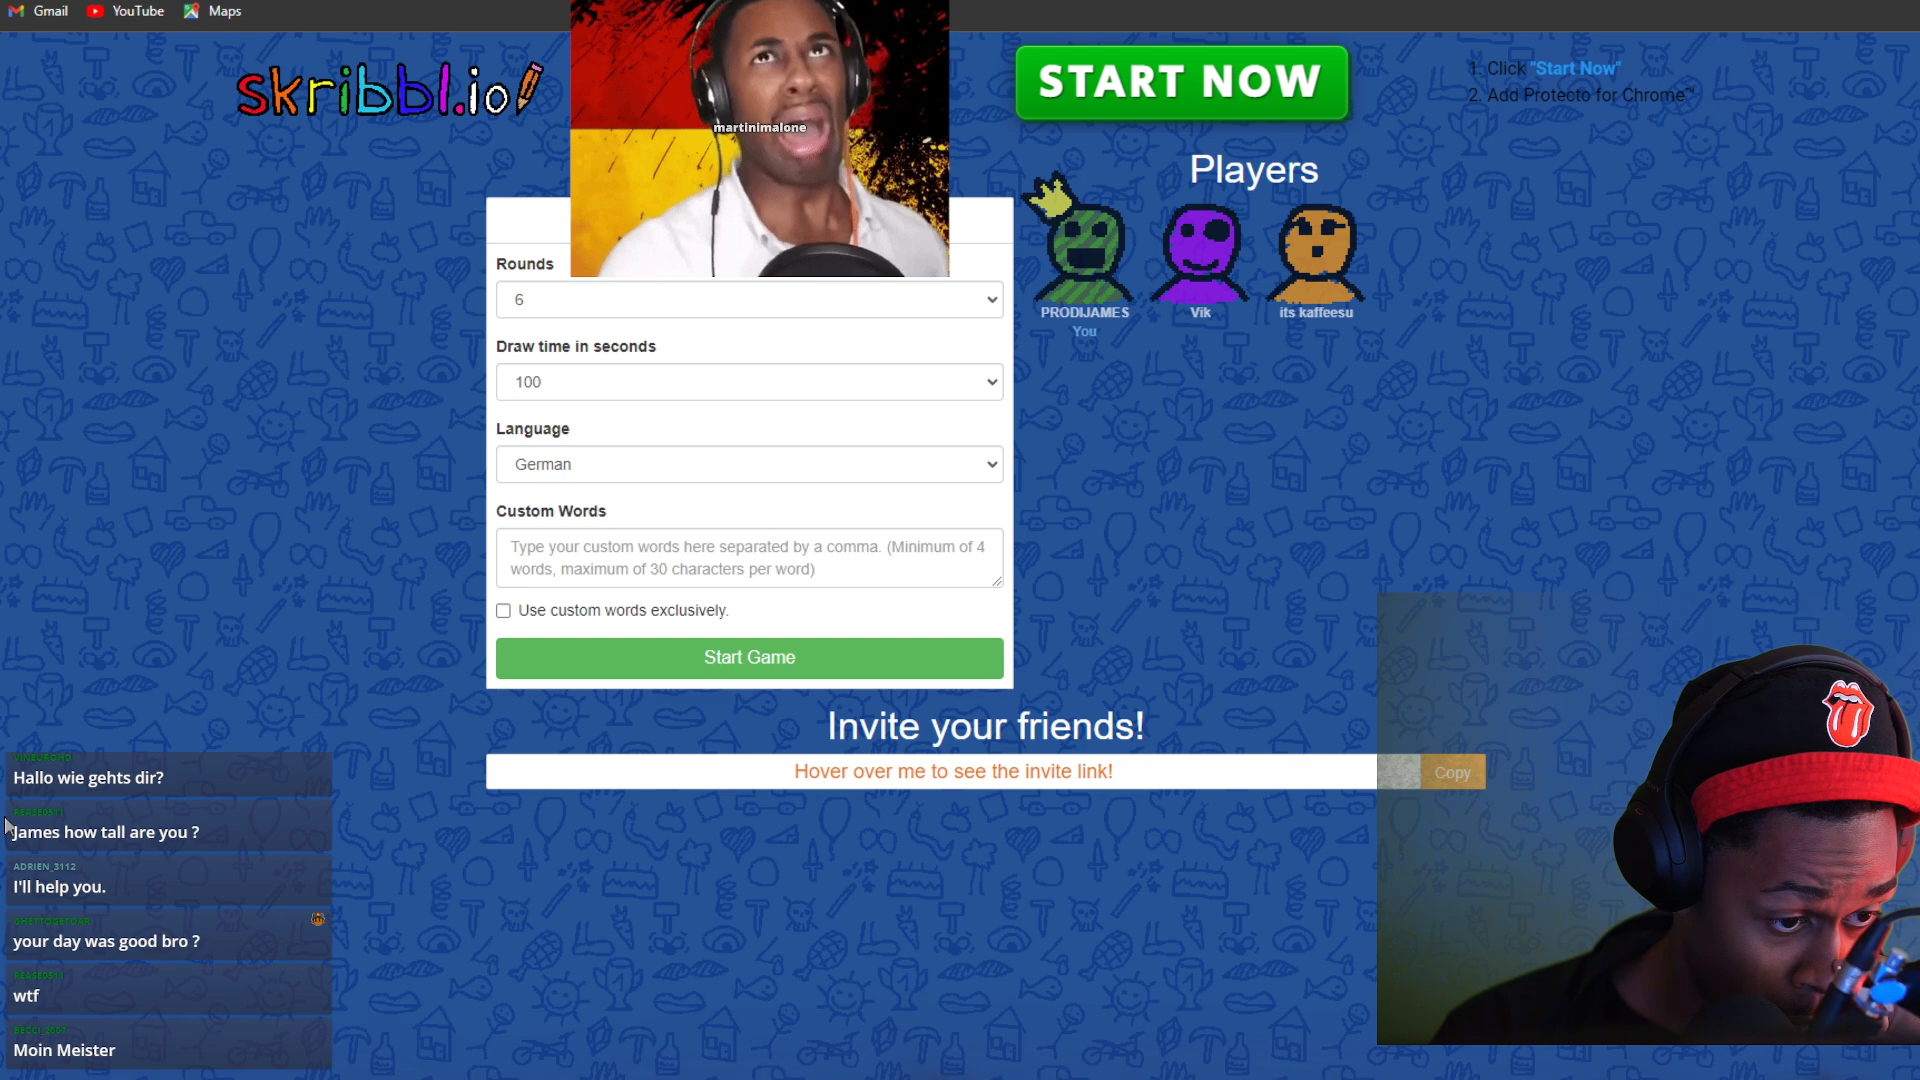 Gmail YouTube Maps
skribbl.io
martinimalone
START NOW
1. Click "Start Now"
2. Add Protecto for Chrome™
Players
PRODIJAMES
You
Vik
its kaffeesu
Rounds
6
Draw time in seconds
100
Language
German
Custom Words
Type your custom words here separated by a comma. (Minimum of 4
words, maximum of 30 characters per word)
Use custom words exclusively.
Start Game
Invite your friends!
Hover over me to see the invite link!
Copy
Hallo wie gehts dir?
James how tall are you ?
ADRIEN_3112
I'll help you.
your day was good bro ?
wtf
BECCI_2007
Moin Meister